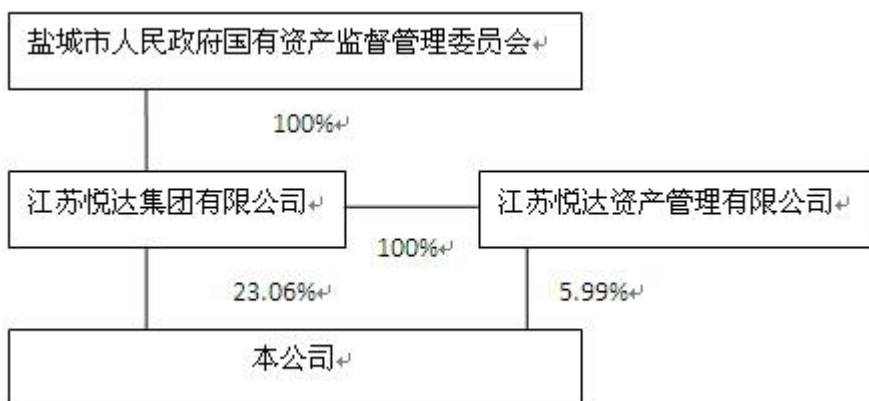 盐城市人民政府国有资产监督管理委员会↵
100%↵
江苏悦达集团有限公司↵
江苏悦达资产管理有限公司↵
100%↵
23.06%↵
5.99%↵
本公司↵